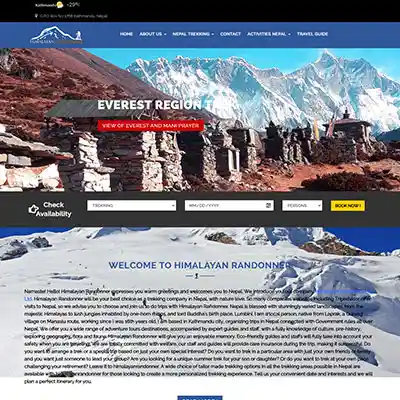 Kathmandu +29°
G.P.O Box No: 1258 Kathmandu, Nepal
HIMALAYAN RANDONNER
HOME ABOUT US NEPAL TREKKING CONTACT US ACTIVITIES NEPAL TRAVEL GUIDE
EVEREST REGION TREK
VIEW OF EVEREST AND MANI PRAYER
Check Availability
TREKKING
MM / DD / YYYY
PERSONS
BOOK NOW!
WELCOME TO HIMALAYAN RANDONNER
Namaste! Hello! Himalayan Randonner expresses you warm greetings and welcomes you to Nepal. We introduce you our company
Ltd. Himalayan Randonner will be your best choice as a trekking company in Nepal, with nature love. So many companies websites including Tripadvisor one
visits to Nepal, so we advise you to choose and join us to do trips with Himalayan Randonner. Nepal is blessed with stunningly varied landscapes from the
majestic Himalayas to lush jungles inhabited by one-horn rhinos, and lord Buddha's birth place, Lumbini. I am a local person, native from
village on Manaslu route, working since I was 16th years old, I am based in Kathmandu city, organizing trips in Nepal connected with Government rules all over
Nepal. We offer you a wide range of adventure tours destinations, accompanied by expert guides and staff, with a fully knowledge of culture, pre-history,
exploring geography, flora and fauna. Himalayan Randonner will give you an enjoyable memory. Eco-friendly guides and staffs will fully take into account your
safety when you are traveling. We are totally committed with welfare, our staff and guides will provide care insurance during the trip, making it successful. Do
you want to arrange a trek or a special trip based on just your own special interest? Do you want to trek in a particular area with just your own friends or family
and you want just someone to lead your group? Are you looking for a unique summer trek for your son or daughter? Or do you want to trek at your own pace
challenging your retirement? Leave it to himalayanrandonner. A wide choice of tailor made trekking options in all the trekking areas possible in Nepal are
available with himalayanrandonner for those looking to create a more personalized trekking experience. Tell us your convenient date and interests and we will
plan a perfect itinerary for you.